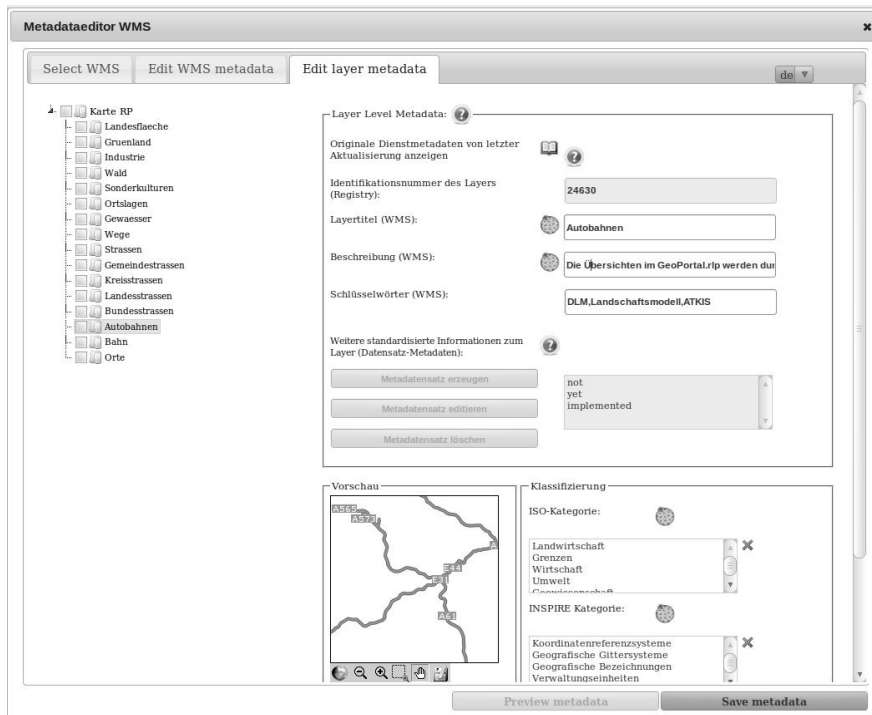 Metadataeditor WMS
Select WMS
Edit WMS metadata
Edit layer metadata
de
Karte RP
Landesflaeche
Gruenland
Industrie
Wald
Sonderkulturen
Ortslagen
Gewaesser
Wege
Strassen
Gemeindestrassen
Kreisstrassen
Landesstrassen
Bundesstrassen
Autobahnen
Bahn
Orte
Layer Level Metadata:
Originale Dienstmetadaten von letzter
Aktualisierung anzeigen
Identifikationsnummer des Layers
(Registry):
24630
Layertitel (WMS):
Autobahnen
Beschreibung (WMS):
Die Übersichten im GeoPortal.rlp werden dur
Schlüsselwörter (WMS):
DLM,Landschaftsmodell,ATKIS
Weitere standardisierte Informationen zum
Layer (Datensatz-Metadaten):
Metadatensatz erzeugen
Metadatensatz editieren
Metadatensatz löschen
not
yet
implemented
Vorschau
A565
A573
A
E44
E31
A61
Klassifizierung
ISO-Kategorie:
Landwirtschaft
Grenzen
Wirtschaft
Umwelt
Geowissenschaft
INSPIRE Kategorie:
Koordinatenreferenzsysteme
Geografische Gittersysteme
Geografische Bezeichnungen
Verwaltungseinheiten
Preview metadata
Save metadata